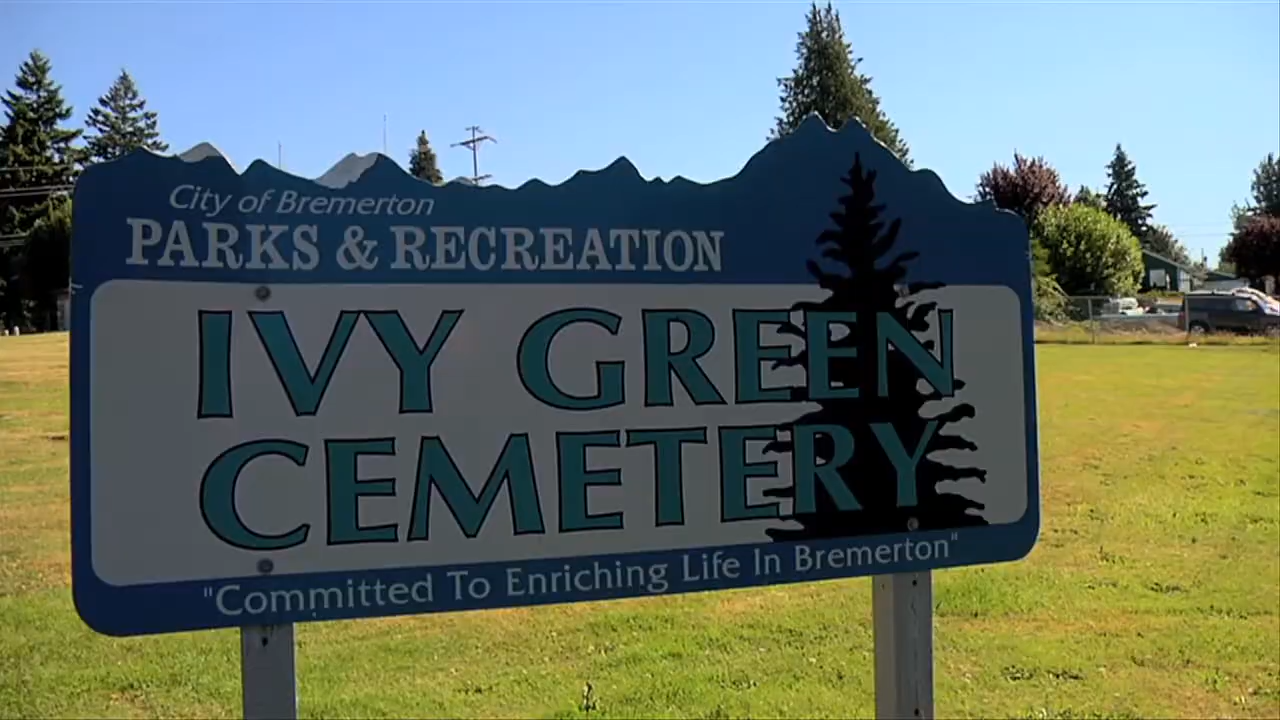 City of Bremerton
PARKS & RECREATION
IVY GREEN
CEMETERY
"Committed To Enriching Life In Bremerton"